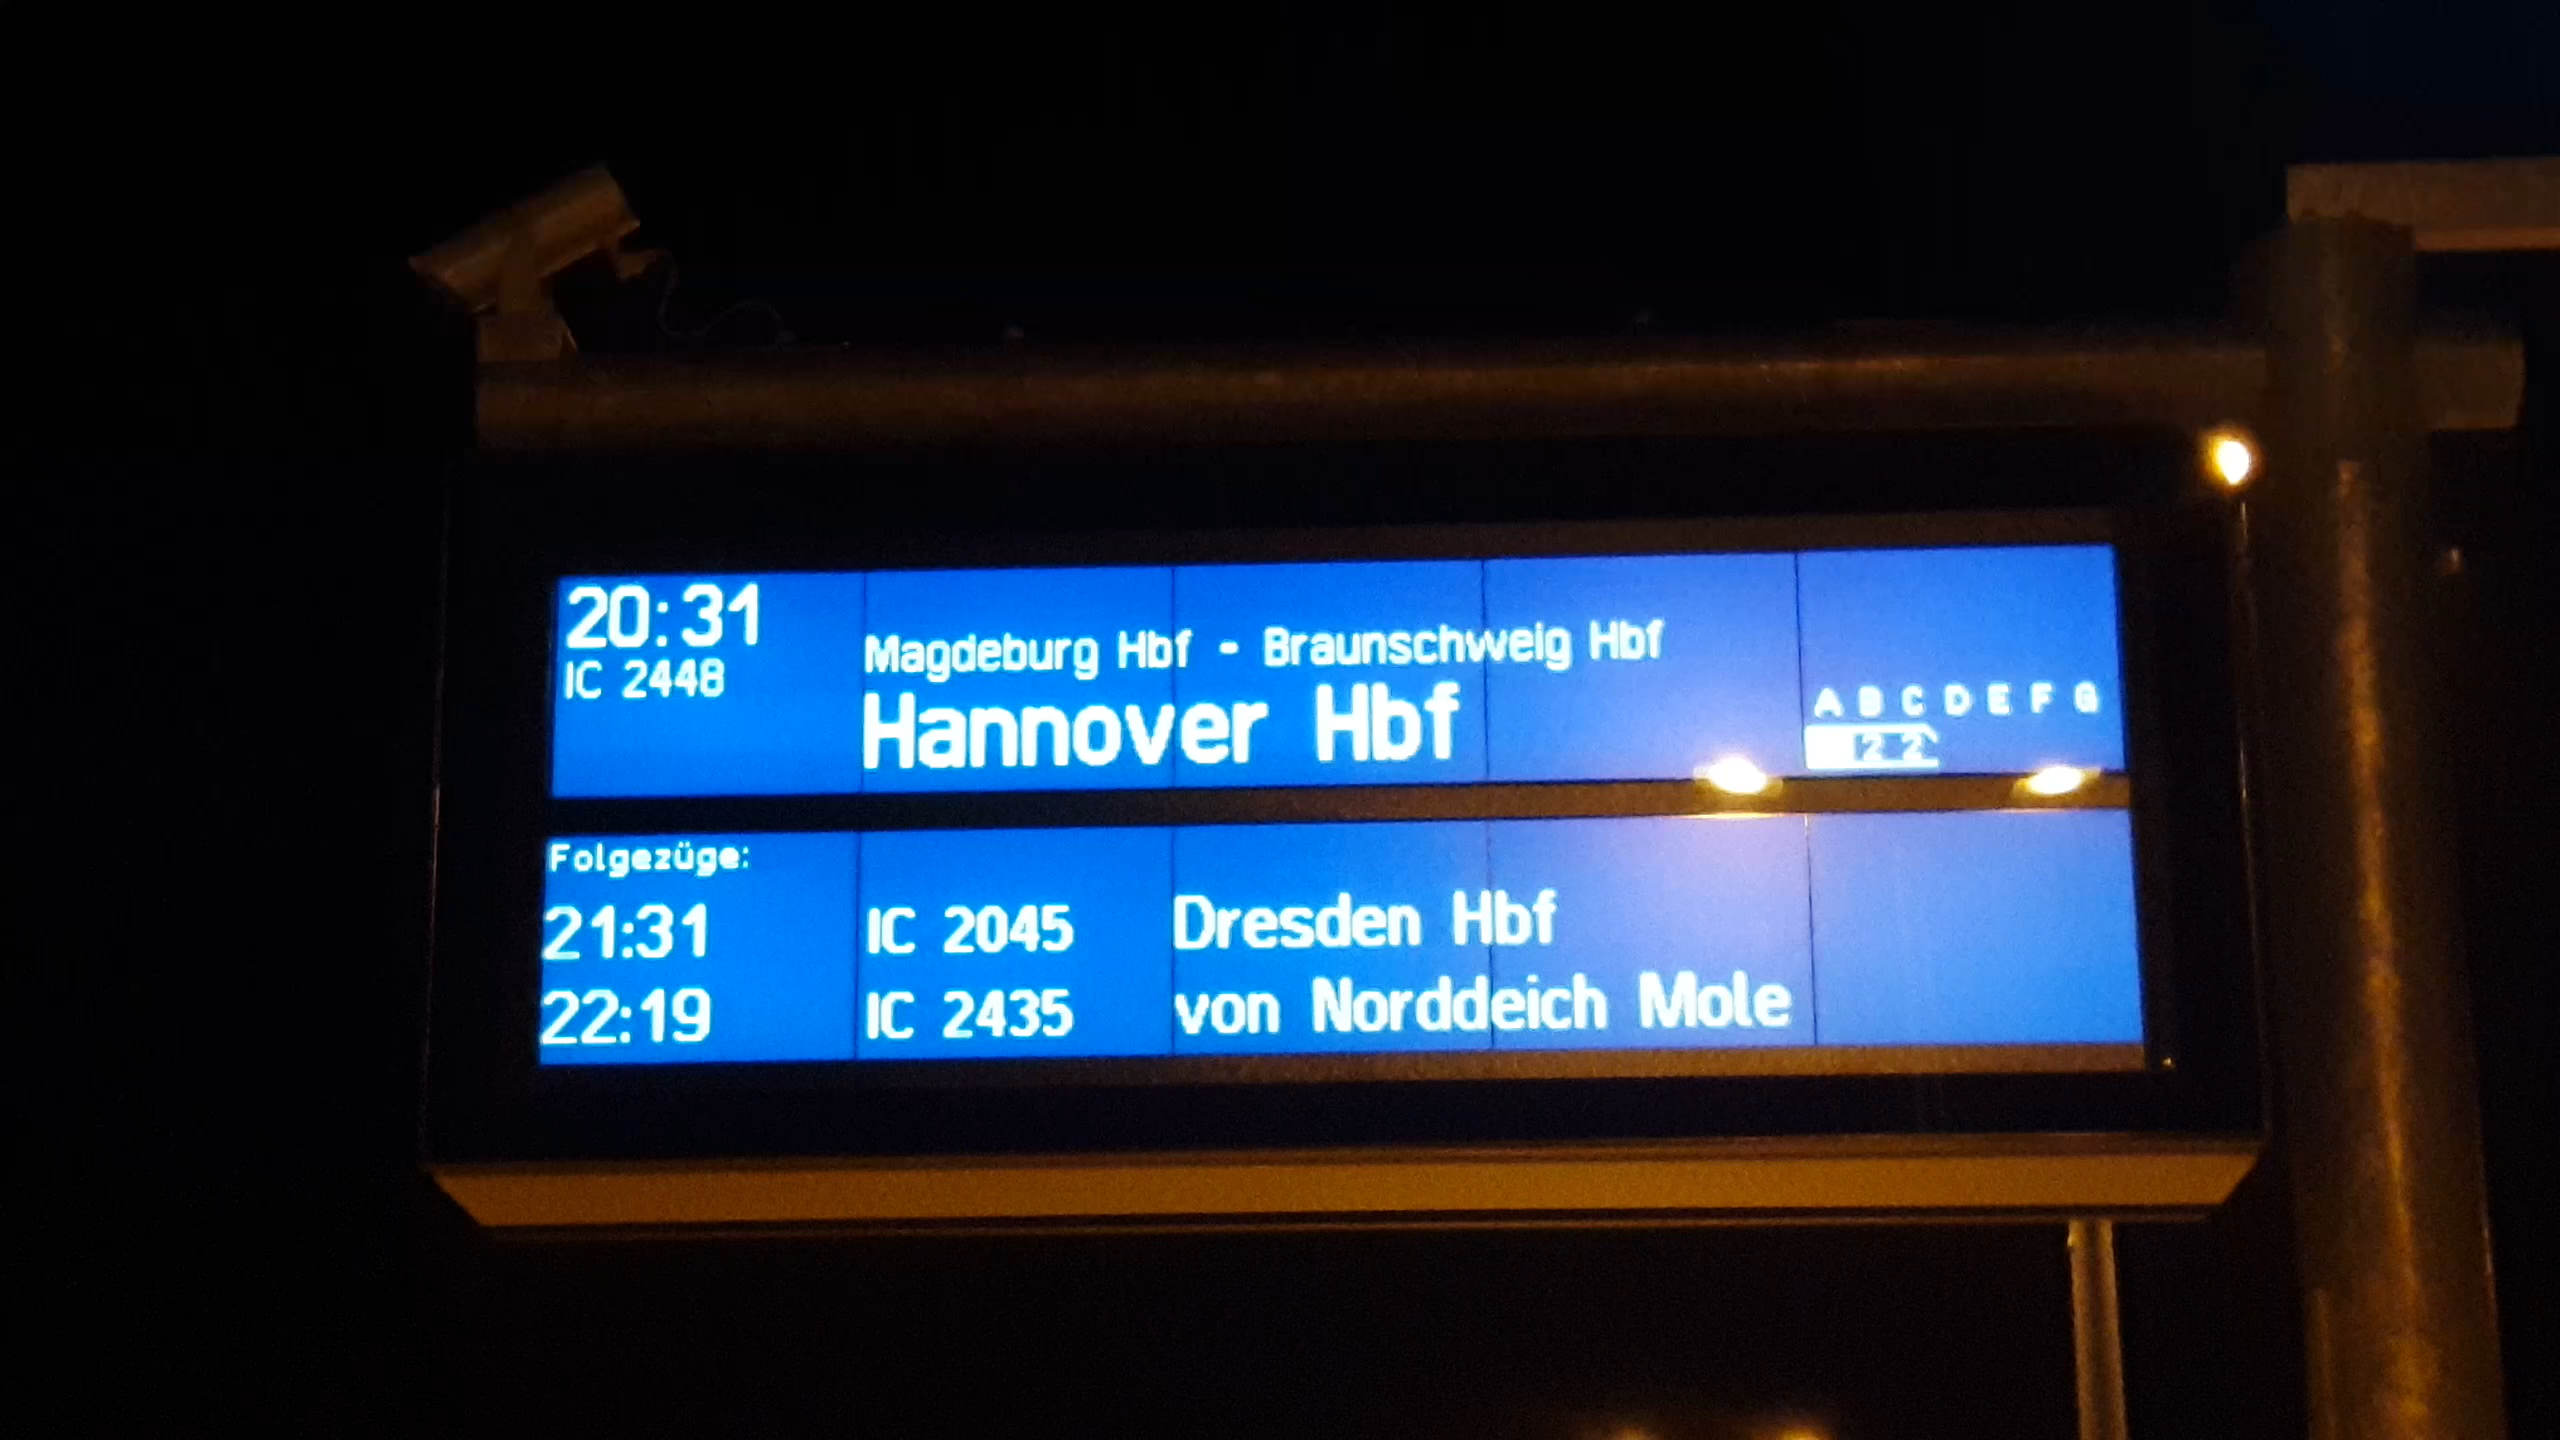 20:31
IC 2448
Magdeburg Hbf - Braunschweig Hbf
Hannover Hbf
A B C D E F G
2 2
Folgezüge:
21:31 IC 2045 Dresden Hbf
22:19 IC 2435 von Norddeich Mole